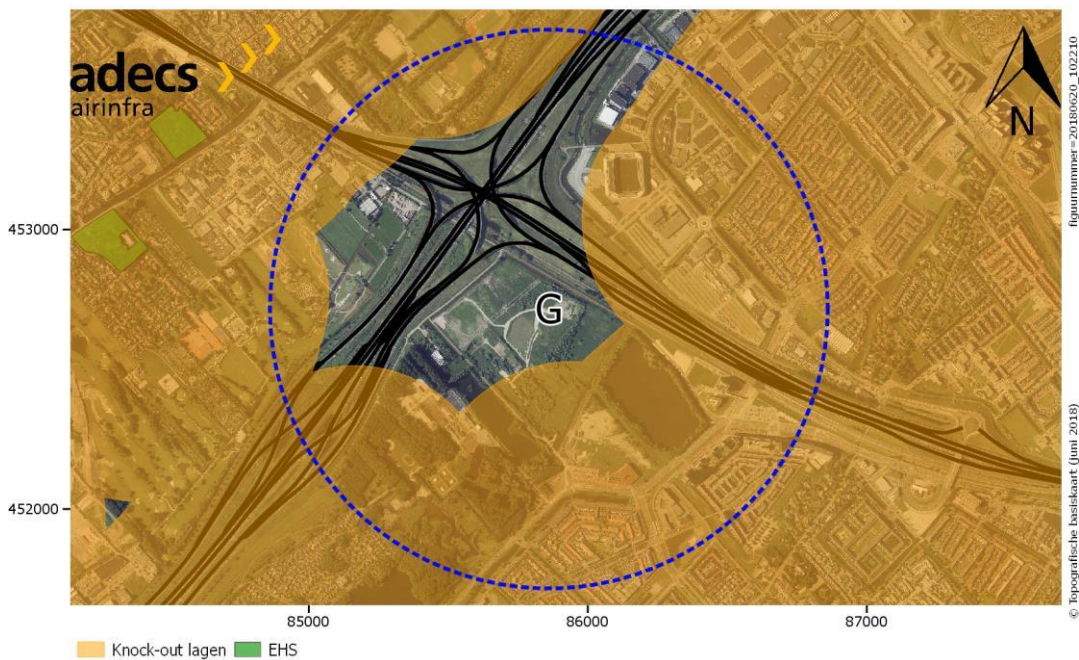 adecs
airinfra
N
G
453000
452000
85000
86000
87000
Knock-out lagen
EHS
figuurnummer=20180620_102210
© Topografische basiskaart (juni 2018)